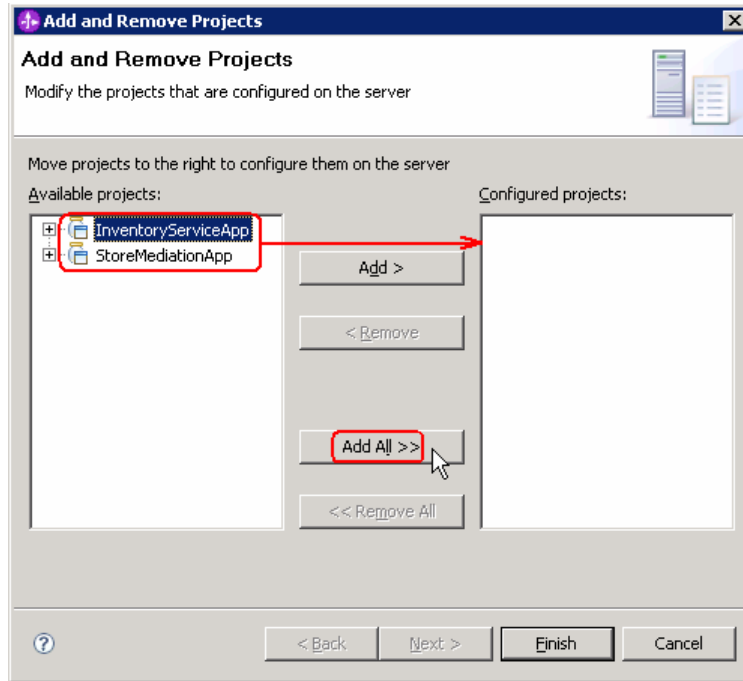 Add and Remove Projects
Add and Remove Projects
Modify the projects that are configured on the server
Move projects to the right to configure them on the server
Available projects:
Configured projects:
InventoryServiceApp
StoreMediationApp
Add >
< Remove
Add All >>
<< Remove All
< Back
Next >
Finish
Cancel